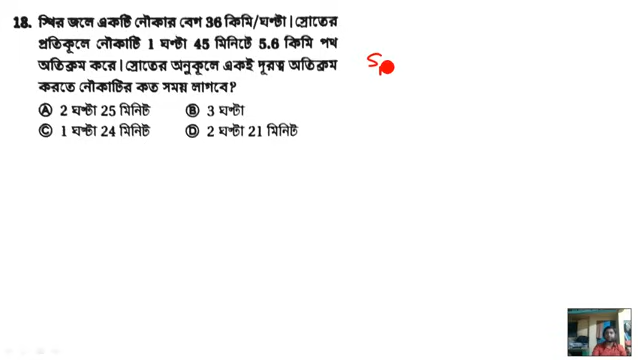 18. স্থির জলে একটি নৌকার বেগ 36 কিমি/ঘণ্টা। স্রোতের
প্রতিকূলে নৌকাটি 1 ঘণ্টা 45 মিনিটে 5.6 কিমি পথ
অতিক্রম করে। স্রোতের অনুকূলে একই দূরত্ব অতিক্রম
করতে নৌকাটির কত সময় লাগবে?
Ⓐ 2 ঘণ্টা 25 মিনিট Ⓑ 3 ঘণ্টা
Ⓒ 1 ঘণ্টা 24 মিনিট Ⓓ 2 ঘণ্টা 21 মিনিট